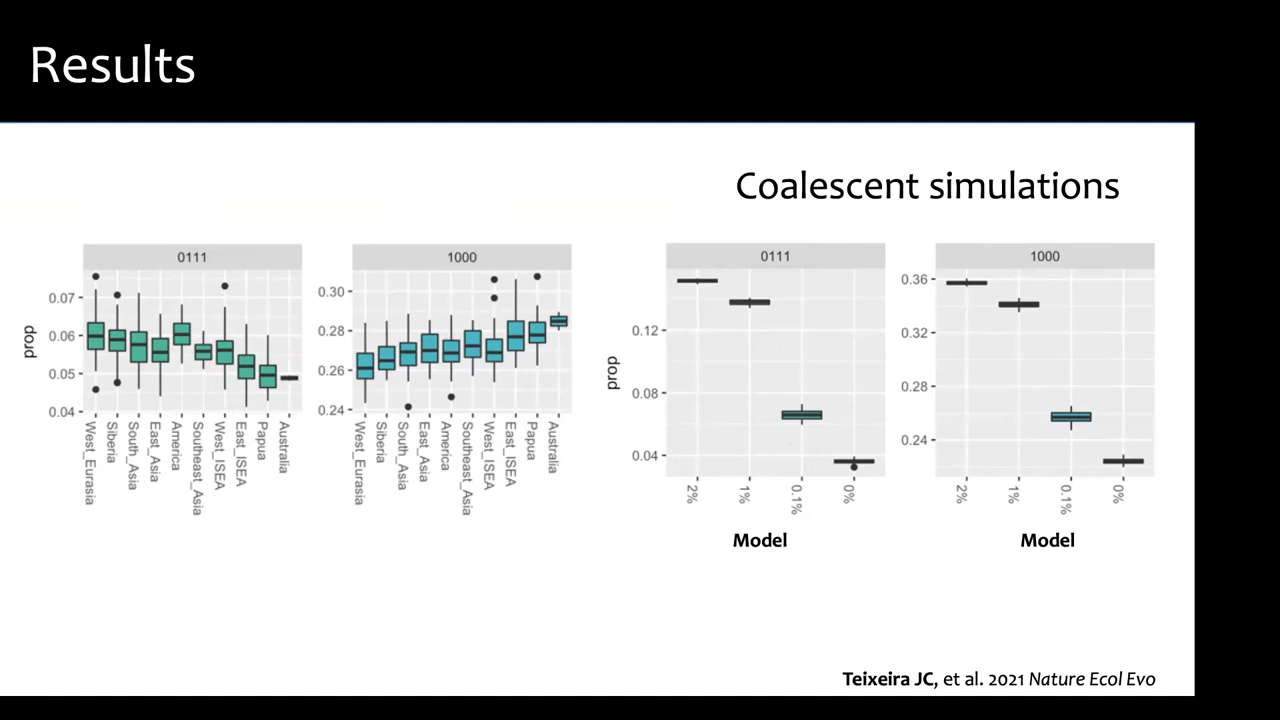 Results
Coalescent simulations
0111
prop
0.07
0.06
0.05
0.04
West_Eurasia
Siberia
South_Asia
East_Asia
America
Southeast_Asia
West_ISEA
East_ISEA
Papua
Australia
1000
0.30
0.28
0.26
0.24
West_Eurasia
Siberia
South_Asia
East_Asia
America
Southeast_Asia
West_ISEA
East_ISEA
Papua
Australia
0111
prop
0.12
0.08
0.04
2%
1%
0.1%
0%
Model
1000
0.36
0.32
0.28
0.24
2%
1%
0.1%
0%
Model
Teixeira JC, et al. 2021 Nature Ecol Evo